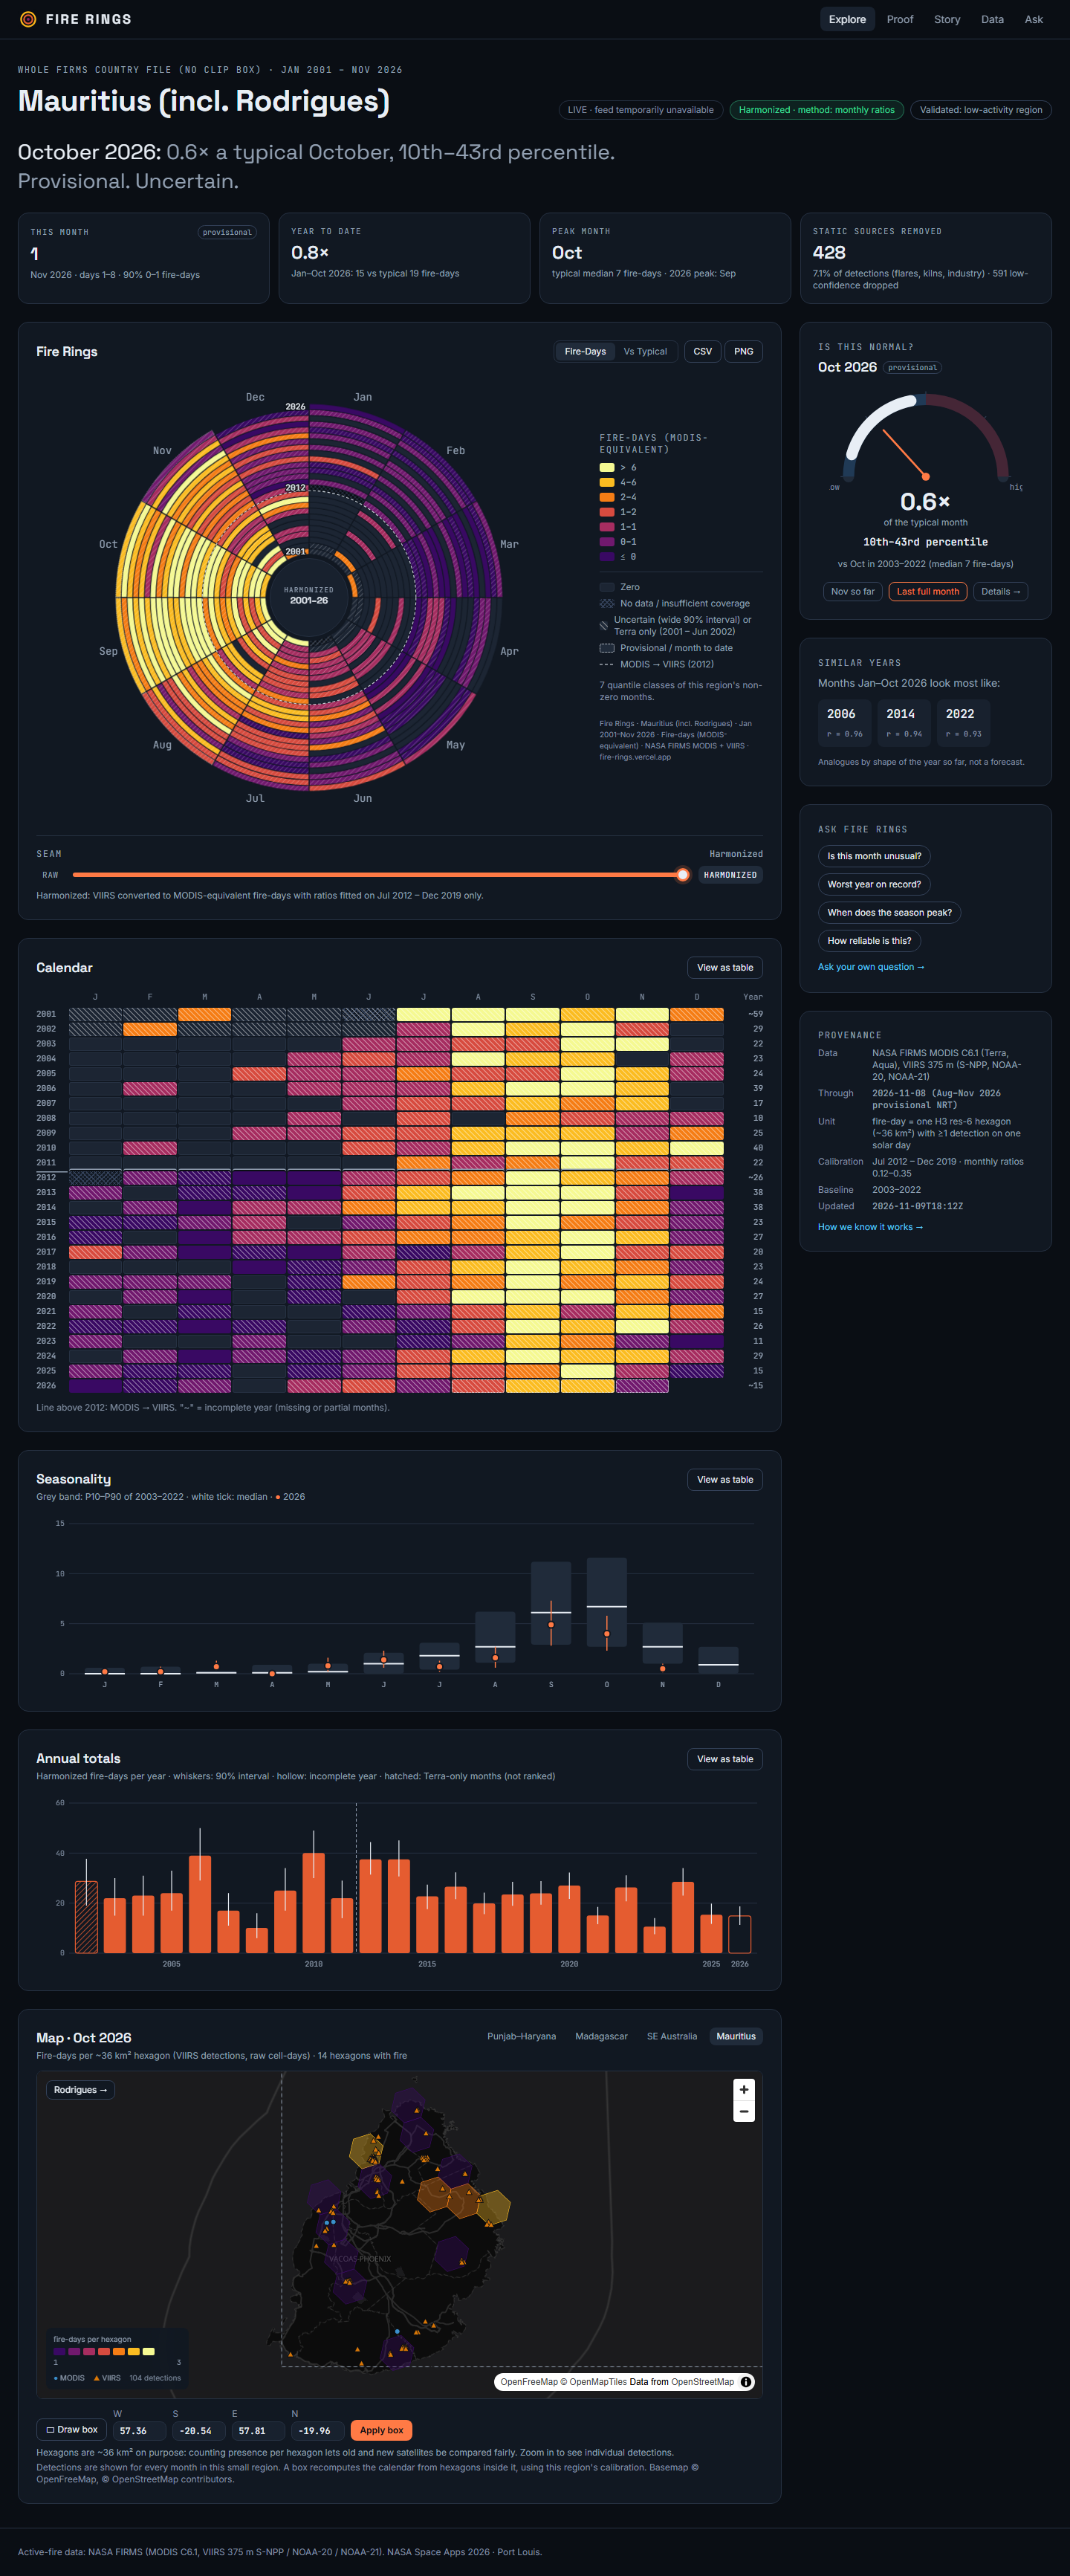 FIRE RINGS
Explore
Proof
Story
Data
Ask
WHOLE FIRMS COUNTRY FILE (NO CLIP BOX) · JAN 2001 – NOV 2026
Mauritius (incl. Rodrigues)
LIVE · feed temporarily unavailable
Harmonized · method: monthly ratios
Validated: low-activity region
October 2026: 0.6× a typical October, 10th–43rd percentile.
Provisional. Uncertain.
THIS MONTH
provisional
1
Nov 2026 · days 1–8 · 90% 0–1 fire-days
YEAR TO DATE
0.8×
Jan–Oct 2026: 15 vs typical 19 fire-days
PEAK MONTH
Oct
typical median 7 fire-days · 2026 peak: Sep
STATIC SOURCES REMOVED
428
7.1% of detections (flares, kilns, industry) · 591 low-
confidence dropped
Fire Rings
Fire-Days
Vs Typical
CSV
PNG
Dec
Jan
Nov
Feb
Oct
Mar
Sep
Apr
Aug
May
Jul
Jun
2026
2012
2001
HARMONIZED
2001–26
FIRE-DAYS (MODIS-
EQUIVALENT)
> 6
4–6
2–4
1–2
1–1
0–1
≤ 0
Zero
No data / insufficient coverage
Uncertain (wide 90% interval) or
Terra only (2001 – Jun 2002)
Provisional / month to date
MODIS → VIIRS (2012)
7 quantile classes of this region's non-
zero months.
Fire Rings · Mauritius (incl. Rodrigues) · Jan
2001–Nov 2026 · Fire-days (MODIS-
equivalent) · NASA FIRMS MODIS + VIIRS ·
fire-rings.vercel.app
SEAM
Harmonized
RAW
HARMONIZED
Harmonized: VIIRS converted to MODIS-equivalent fire-days with ratios fitted on Jul 2012 – Dec 2019 only.
IS THIS NORMAL?
Oct 2026
provisional
ow
hig
0.6×
of the typical month
10th–43rd percentile
vs Oct in 2003–2022 (median 7 fire-days)
Nov so far
Last full month
Details →
SIMILAR YEARS
Months Jan–Oct 2026 look most like:
2006
2014
2022
r = 0.96
r = 0.94
r = 0.93
Analogues by shape of the year so far, not a forecast.
ASK FIRE RINGS
Is this month unusual?
Worst year on record?
When does the season peak?
How reliable is this?
Ask your own question →
PROVENANCE
Data
NASA FIRMS MODIS C6.1 (Terra,
Aqua), VIIRS 375 m (S-NPP, NOAA-
20, NOAA-21)
Through
2026-11-08 (Aug–Nov 2026
provisional NRT)
Unit
fire-day = one H3 res-6 hexagon
(~36 km²) with ≥1 detection on one
solar day
Calibration
Jul 2012 – Dec 2019 · monthly ratios
0.12–0.35
Baseline
2003–2022
Updated
2026-11-09T18:12Z
How we know it works →
Calendar
View as table
J F M A M J J A S O N D Year
2001 ~59
2002 29
2003 22
2004 23
2005 24
2006 39
2007 17
2008 10
2009 25
2010 40
2011 22
2012 ~26
2013 38
2014 38
2015 23
2016 27
2017 20
2018 23
2019 24
2020 27
2021 15
2022 26
2023 11
2024 29
2025 15
2026 ~15
Line above 2012: MODIS → VIIRS. "~" = incomplete year (missing or partial months).
Seasonality
View as table
Grey band: P10–P90 of 2003–2022 · white tick: median · ● 2026
15
10
5
0
J F M A M J J A S O N D
Annual totals
View as table
Harmonized fire-days per year · whiskers: 90% interval · hollow: incomplete year · hatched: Terra-only months (not ranked)
60
40
20
0
2005 2010 2015 2020 2025 2026
Map · Oct 2026
Punjab–Haryana
Madagascar
SE Australia
Mauritius
Fire-days per ~36 km² hexagon (VIIRS detections, raw cell-days) · 14 hexagons with fire
Rodrigues →
+
−
VACOAS-PHOENIX
fire-days per hexagon
1 3
● MODIS ▲ VIIRS 104 detections
OpenFreeMap © OpenMapTiles Data from OpenStreetMap
Draw box
W
57.36
S
-20.54
E
57.81
N
-19.96
Apply box
Hexagons are ~36 km² on purpose: counting presence per hexagon lets old and new satellites be compared fairly. Zoom in to see individual detections.
Detections are shown for every month in this small region. A box recomputes the calendar from hexagons inside it, using this region's calibration. Basemap ©
OpenFreeMap, © OpenStreetMap contributors.
Active-fire data: NASA FIRMS (MODIS C6.1, VIIRS 375 m S-NPP / NOAA-20 / NOAA-21). NASA Space Apps 2026 · Port Louis.